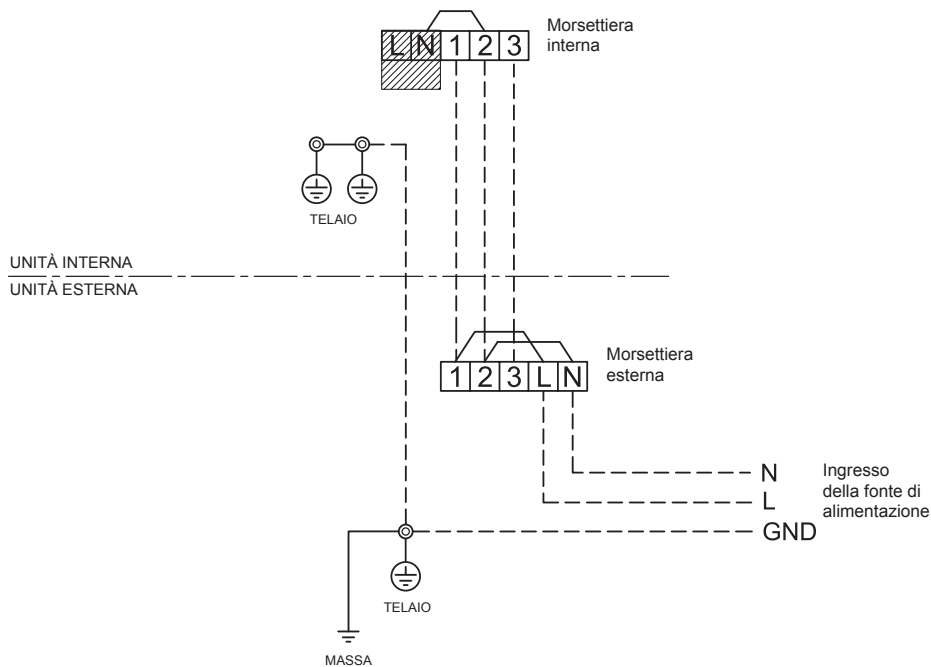 Morsettiera
interna
L N 1 2 3
TELAIO
UNITÀ INTERNA
UNITÀ ESTERNA
Morsettiera
esterna
1 2 3 L N
N
L
GND
Ingresso
della fonte di
alimentazione
TELAIO
MASSA